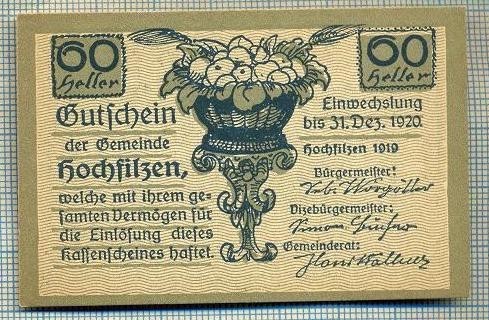 60 Heller
60 Heller
Gutschein
der Gemeinde
Hochfilzen,
welche mit ihrem ge-
samten Vermögen für
die Einlösung dieses
Kassenscheines haftet.
Einwechslung
bis 31. Dez. 1920.
Hochfilzen 1919
Bürgermeister:
Vizebürgermeister:
Simon
Gemeinderat: